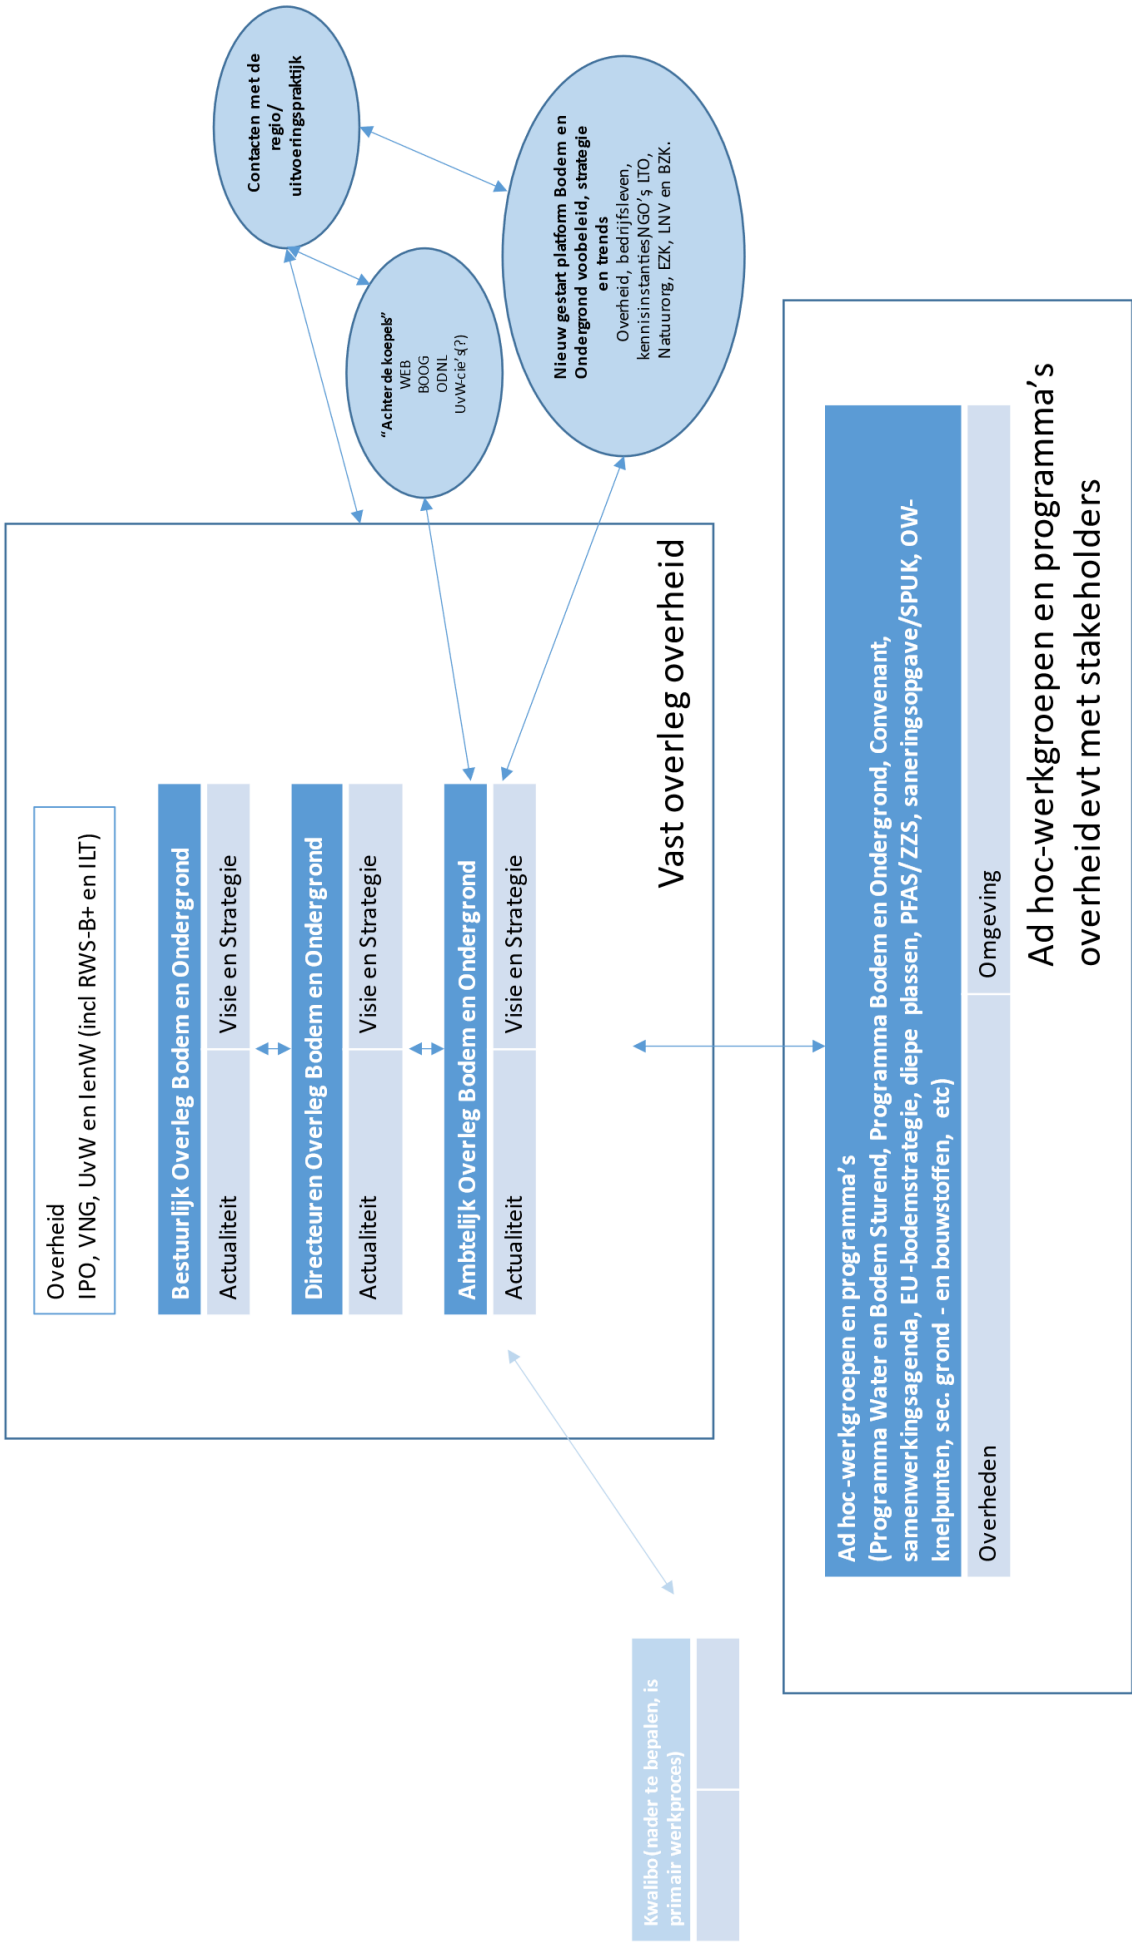 Overheid
IPO, VNG, UvW en IenW (incl RWS-B+ en ILT)
Bestuurlijk Overleg Bodem en Ondergrond
Actualiteit
Visie en Strategie
Directeuren Overleg Bodem en Ondergrond
Actualiteit
Visie en Strategie
Ambtelijk Overleg Bodem en Ondergrond
Actualiteit
Visie en Strategie
Vast overleg overheid
Contacten met de
regio/
uitvoeringspraktijk
“Achter de koepels”
WEB
BOOG
ODNL
UvW-cie’s(?)
Nieuw gestart platform Bodem en
Ondergrond voobeleid, strategie
en trends
Overheid, bedrijfsleven,
kennisinstanties, NGO’s, LTO,
Natuurorg, EZK, LNV en BZK.
Kwalibo (nader te bepalen, is
primair werkproces)
Ad hoc -werkgroepen en programma’s
(Programma Water en Bodem Sturend, Programma Bodem en Ondergrond, Convenant,
samenwerkingsagenda, EU-bodemstrategie, diepe plassen, PFAS/ZZS, saneringsopgave/SPUK, OW-
knelpunten, sec. grond - en bouwstoffen, etc)
Overheden
Omgeving
Ad hoc-werkgroepen en programma’s
overheid evt met stakeholders